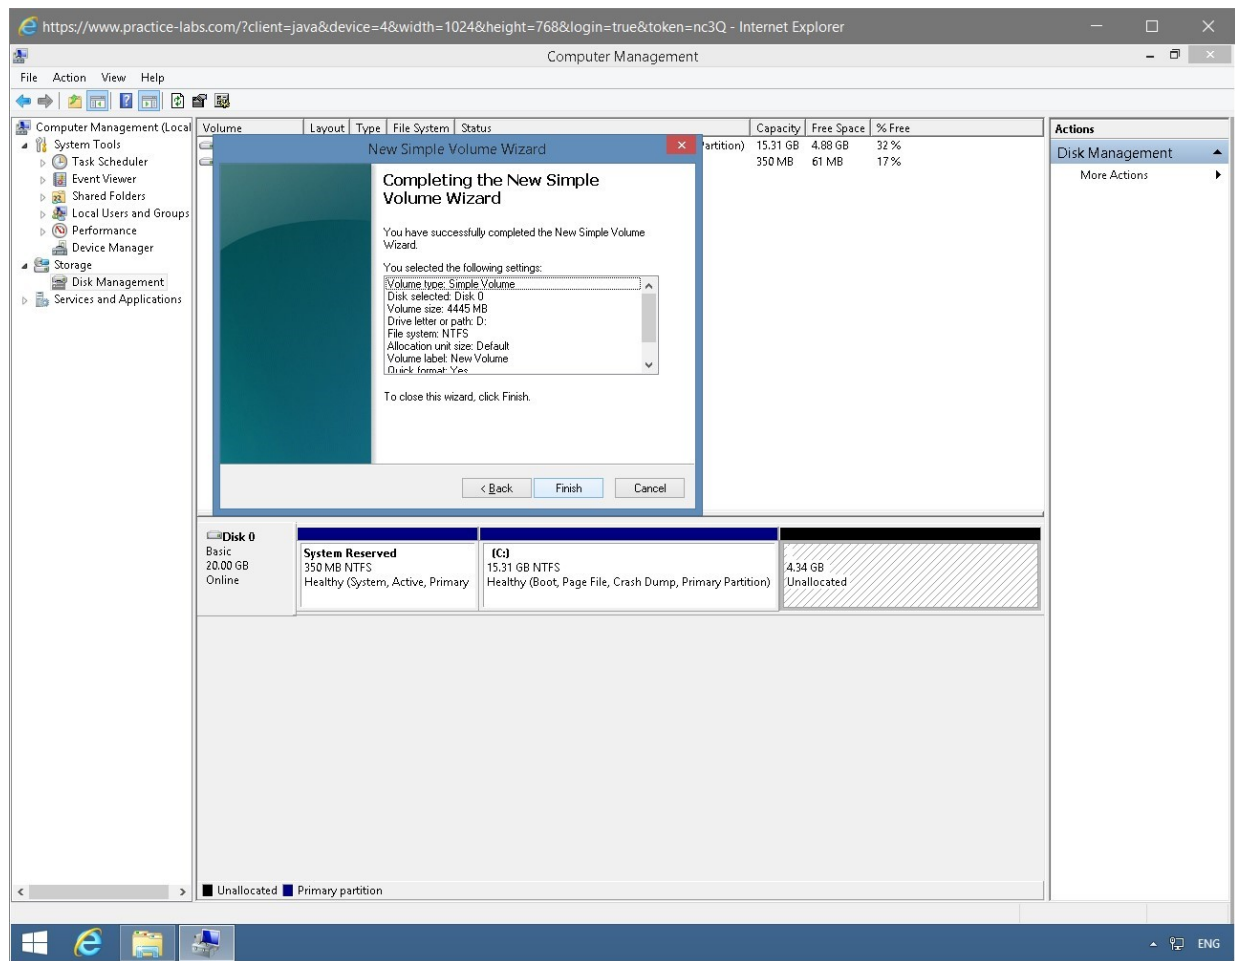 https://www.practice-labs.com/?client=java&device=4&width=1024&height=768&login=true&token=nc3Q - Internet Explorer
Computer Management
File Action View Help
Computer Management (Local
System Tools
Task Scheduler
Event Viewer
Shared Folders
Local Users and Groups
Performance
Device Manager
Storage
Disk Management
Services and Applications
Volume Layout Type File System Status Capacity Free Space % Free
artition) 15.31 GB 4.88 GB 32 %
350 MB 61 MB 17 %
New Simple Volume Wizard
Completing the New Simple
Volume Wizard
You have successfully completed the New Simple Volume
Wizard.
You selected the following settings:
Volume type: Simple Volume
Disk selected: Disk 0
Volume size: 4445 MB
Drive letter or path: D:
File system: NTFS
Allocation unit size: Default
Volume label: New Volume
Quick format: Yes
To close this wizard, click Finish.
< Back Finish Cancel
Actions
Disk Management
More Actions
Disk 0
Basic
20.00 GB
Online
System Reserved
350 MB NTFS
Healthy (System, Active, Primary
(C:)
15.31 GB NTFS
Healthy (Boot, Page File, Crash Dump, Primary Partition)
4.34 GB
Unallocated
Unallocated Primary partition
ENG